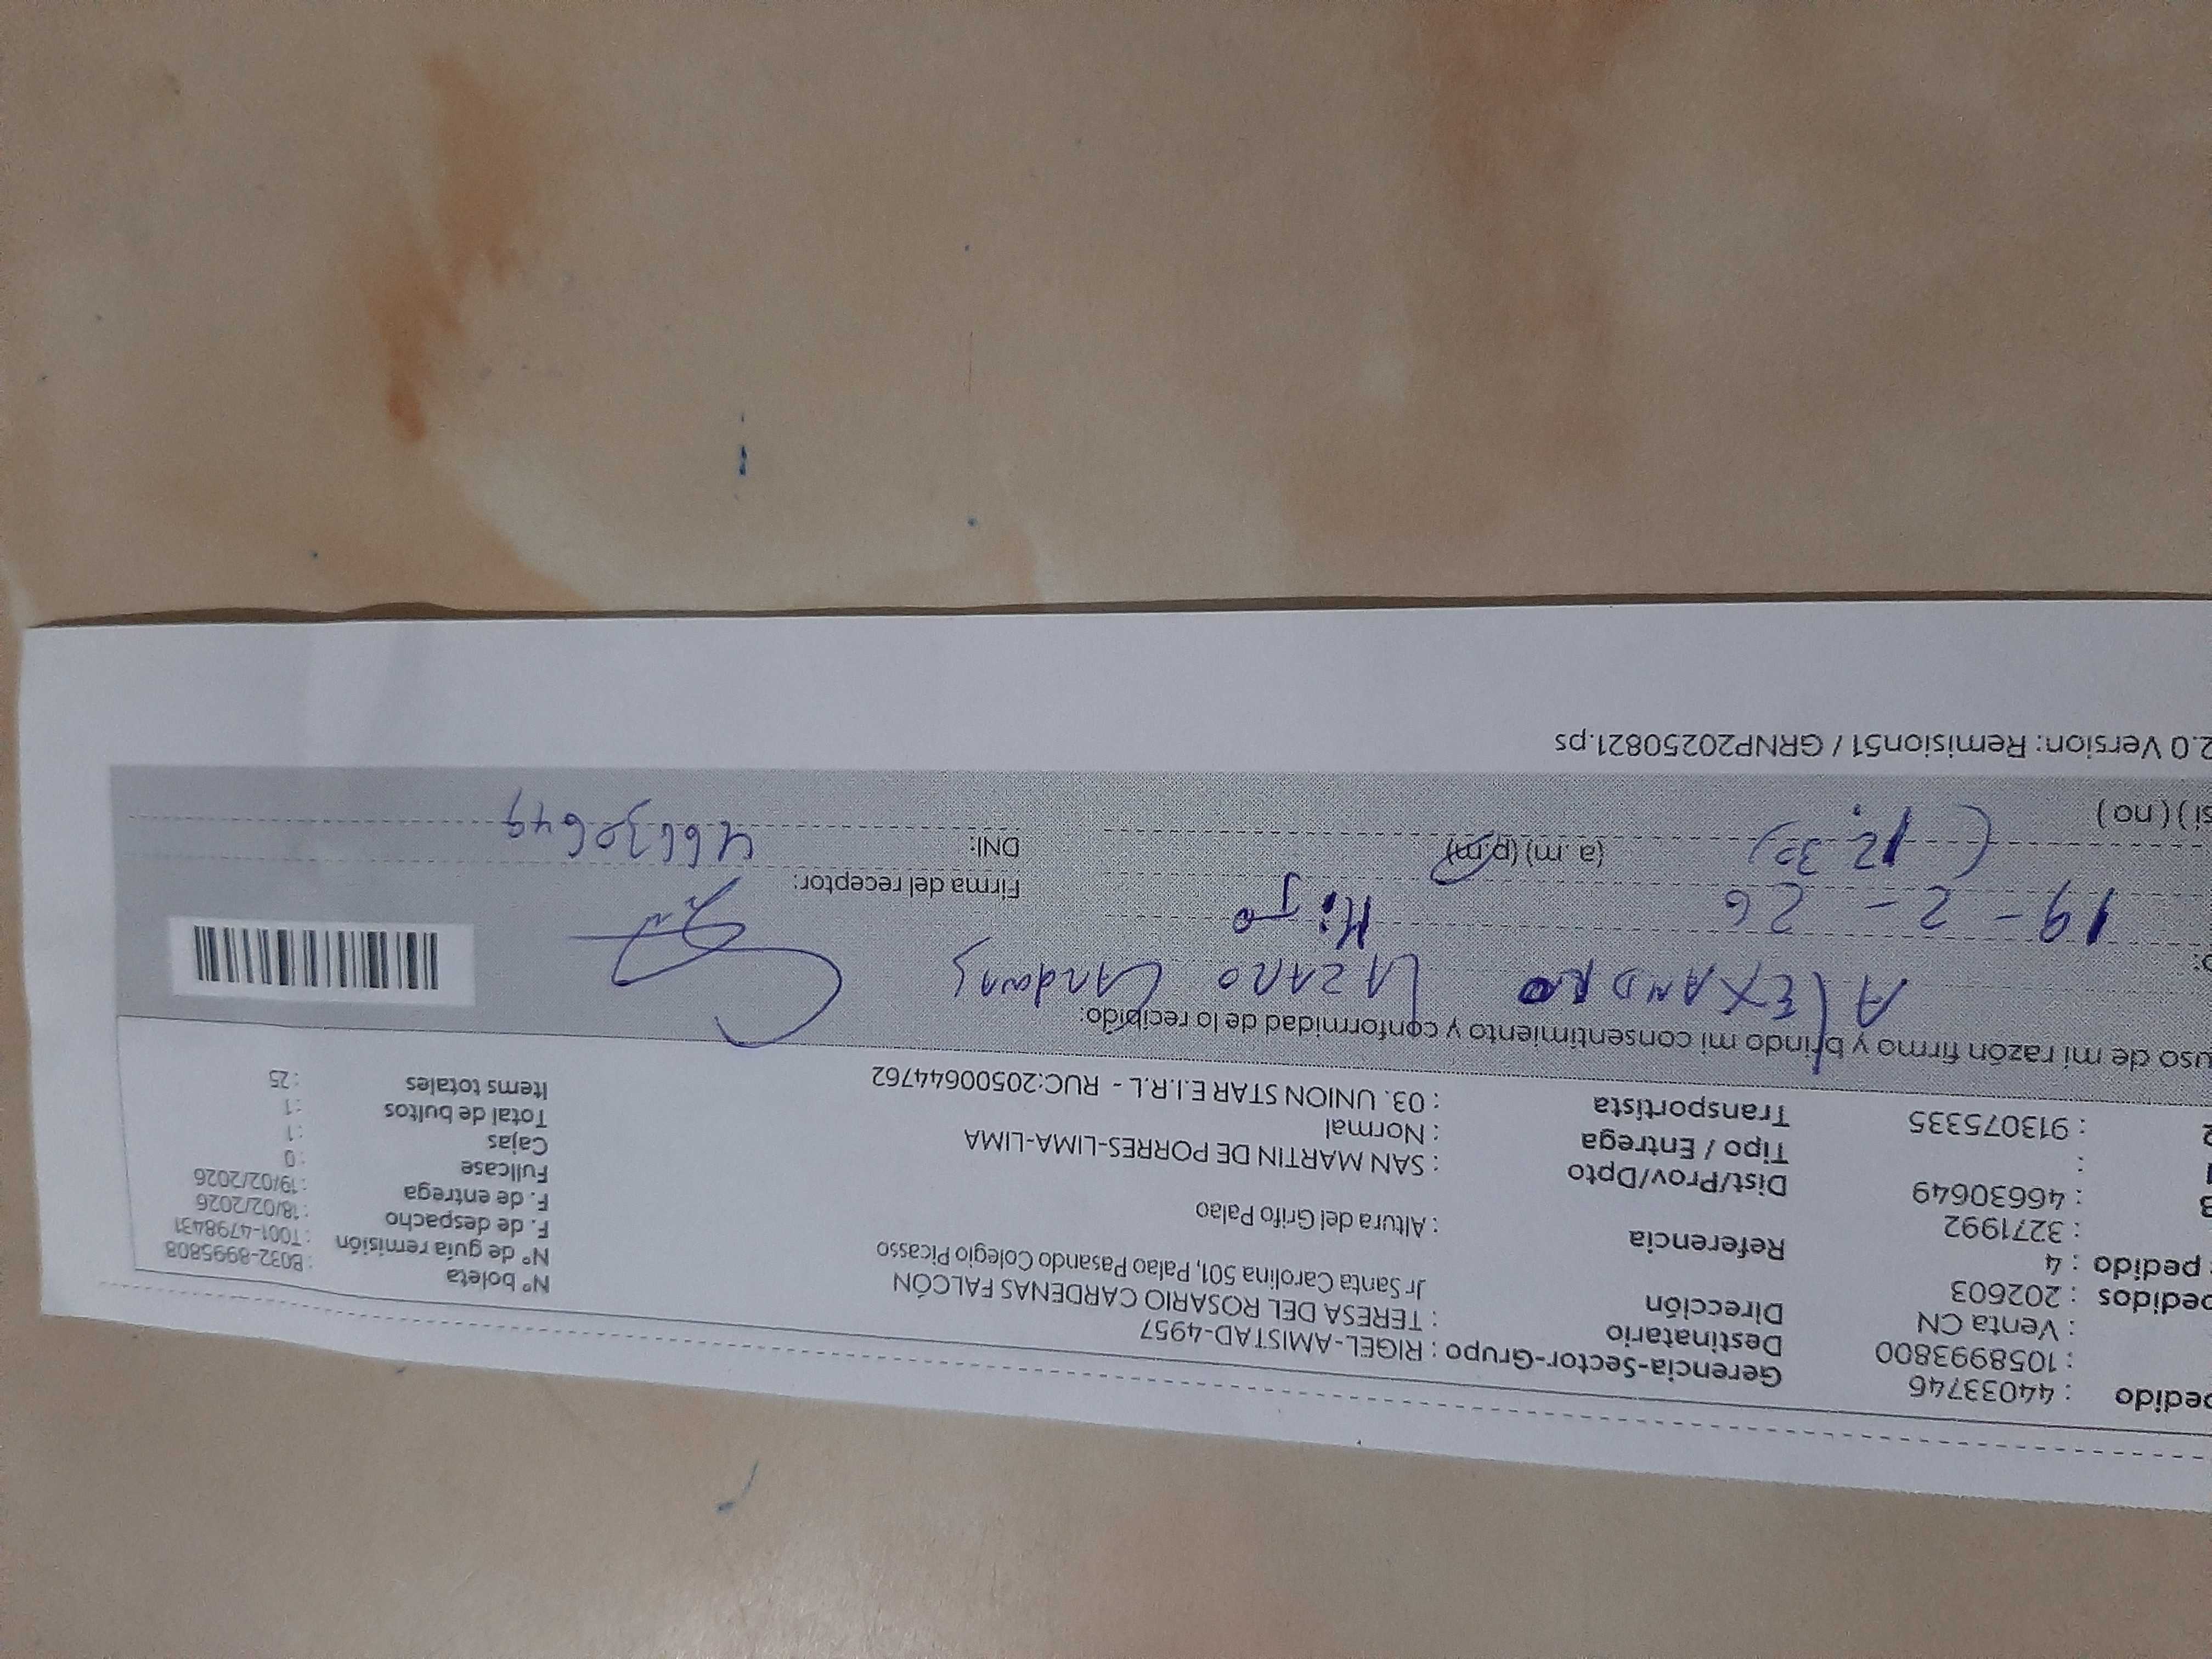 pedido : 44033746 Gerencia-Sector-Grupo : RIGEL-AMISTAD-4957
: 1058993800 Destinatario : TERESA DEL ROSARIO CARDENAS FALCÓN Nº boleta : B032-8995808
: Venta CN Dirección Jr Santa Carolina 501, Palao Pasando Colegio Picasso Nº de guía remisión : T001-4798431
pedidos : 202603 F. de despacho : 18/02/2026
pedido : 4 Referencia : Altura del Grifo Palao F. de entrega : 19/02/2026
: 3271992 Fullcase : 0
: 46630649 Dist/Prov/Dpto : SAN MARTIN DE PORRES-LIMA-LIMA Cajas : 1
: Tipo / Entrega : Normal Total de bultos : 1
: 913075335 Transportista : 03. UNION STAR E.I.R.L - RUC:20500644762 Items totales : 25
uso de mi razón firmo y brindo mi consentimiento y conformidad de lo recibido:
AlEXANDRO LAZARO
19 - 2 - 26 Hijo Firma del receptor:
(12:30) (a. m) (p.m) DNI: 46630649
si ) ( no )
2.0 Version: Remision51 / GRNP20250821.ps